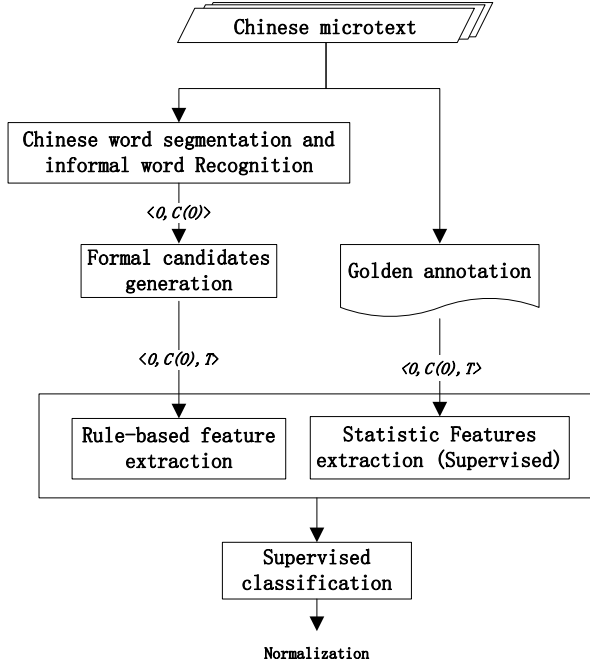 Chinese microtext
Chinese word segmentation and
informal word Recognition
<O, C(O)>
Formal candidates
generation
Golden annotation
<O, C(O), T>
<O, C(O), T>
Rule-based feature
extraction
Statistic Features
extraction (Supervised)
Supervised
classification
Normalization